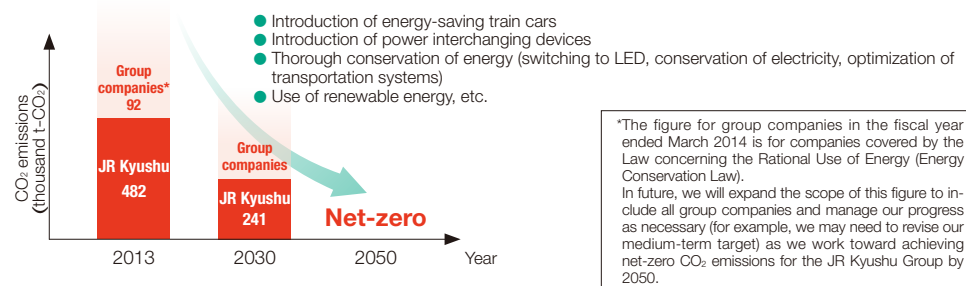 ● Introduction of energy-saving train cars
● Introduction of power interchanging devices
● Thorough conservation of energy (switching to LED, conservation of electricity, optimization of
transportation systems)
● Use of renewable energy, etc.
CO₂ emissions
(thousand t-CO₂)
Group
companies*
92
JR Kyushu
482
Group
companies
JR Kyushu
241
Net-zero
2013
2030
2050
Year
*The figure for group companies in the fiscal year
ended March 2014 is for companies covered by the
Law concerning the Rational Use of Energy (Energy
Conservation Law).
In future, we will expand the scope of this figure to in-
clude all group companies and manage our progress
as necessary (for example, we may need to revise our
medium-term target) as we work toward achieving
net-zero CO₂ emissions for the JR Kyushu Group by
2050.